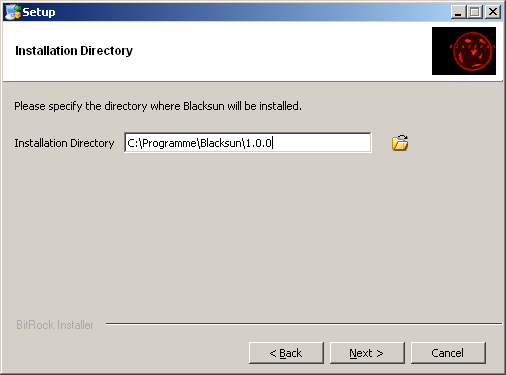 Setup
Installation Directory
Blacksun
Please specify the directory where Blacksun will be installed.
Installation Directory C:\Programme\Blacksun\1.0.0
BitRock Installer
< Back Next > Cancel